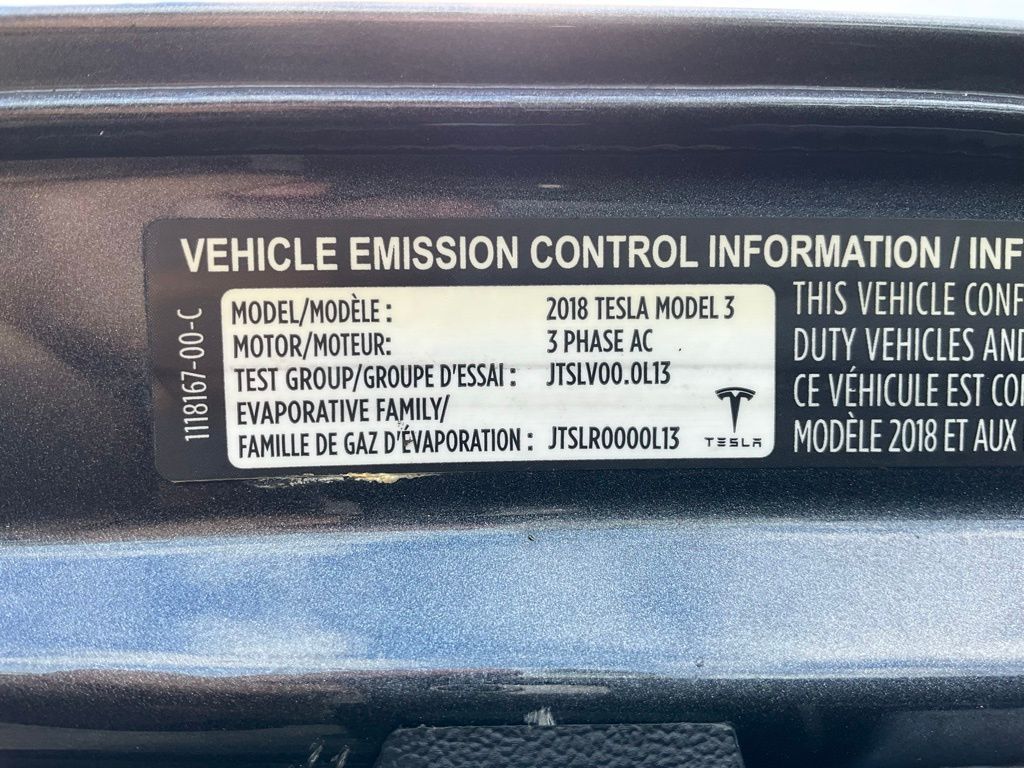 VEHICLE EMISSION CONTROL INFORMATION / INF
1118167-00-C
MODEL/MODÈLE : 2018 TESLA MODEL 3
MOTOR/MOTEUR: 3 PHASE AC
TEST GROUP/GROUPE D'ESSAI : JTSLV00.0L13
EVAPORATIVE FAMILY/
FAMILLE DE GAZ D'ÉVAPORATION : JTSLR0000L13
TESLA
THIS VEHICLE CONF
DUTY VEHICLES AND
CE VÉHICULE EST CO
MODÈLE 2018 ET AUX